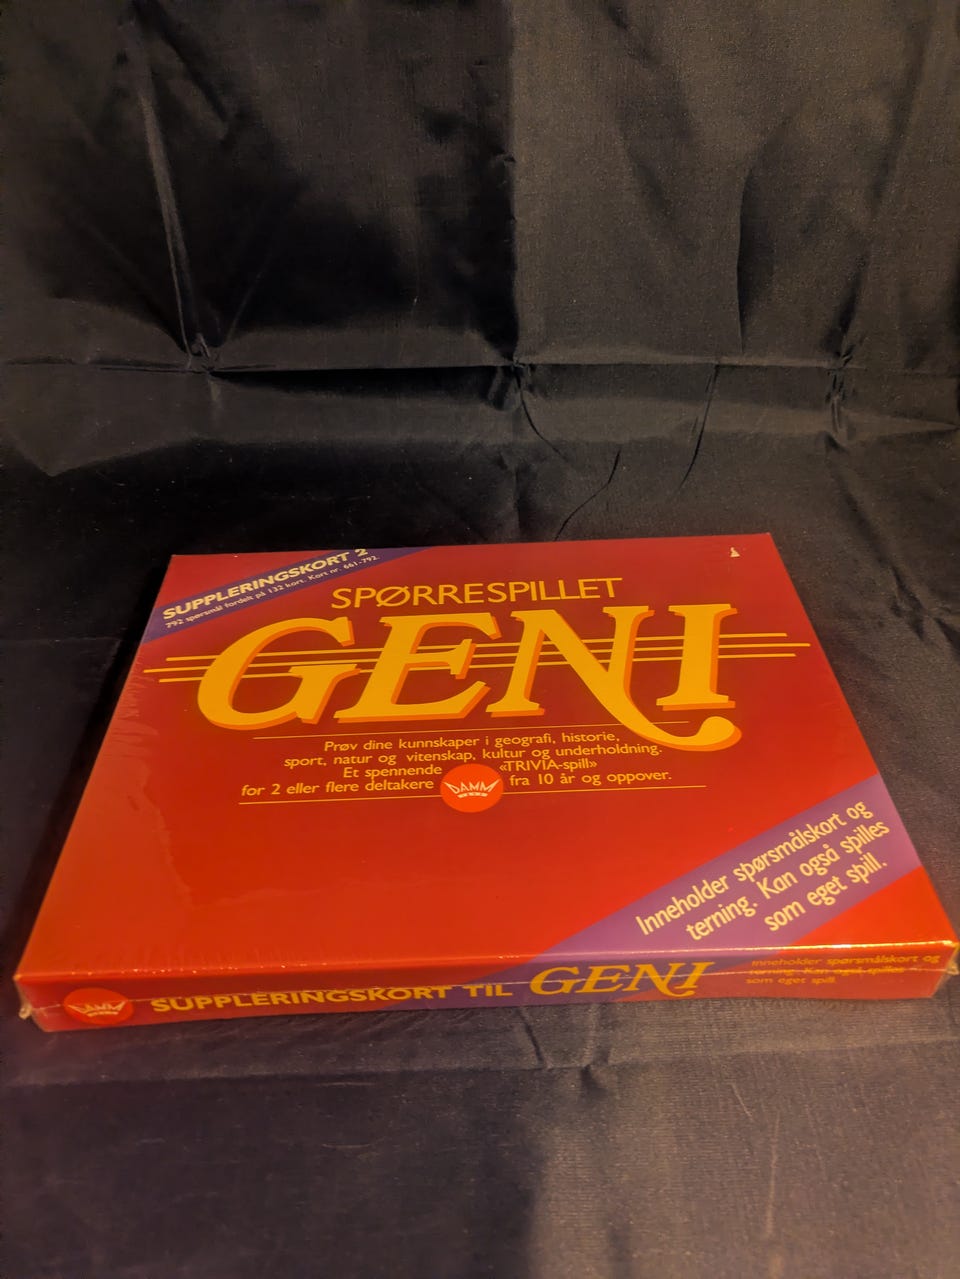 SUPPLERINGSKORT 2
792 spørsmål fordelt på 132 kort. Kort nr. 661-792.
SPØRRESPILLET
GENI
Prøv dine kunnskaper i geografi, historie,
sport, natur og vitenskap, kultur og underholdning.
Et spennende «TRIVIA-spill»
for 2 eller flere deltakere fra 10 år og oppover.
DAMM
Inneholder spørsmålskort og
terning. Kan også spilles
som eget spill.
DAMM
SUPPLERINGSKORT TIL GENI
Inneholder spørsmålskort og
terning. Kan også spilles
som eget spill.